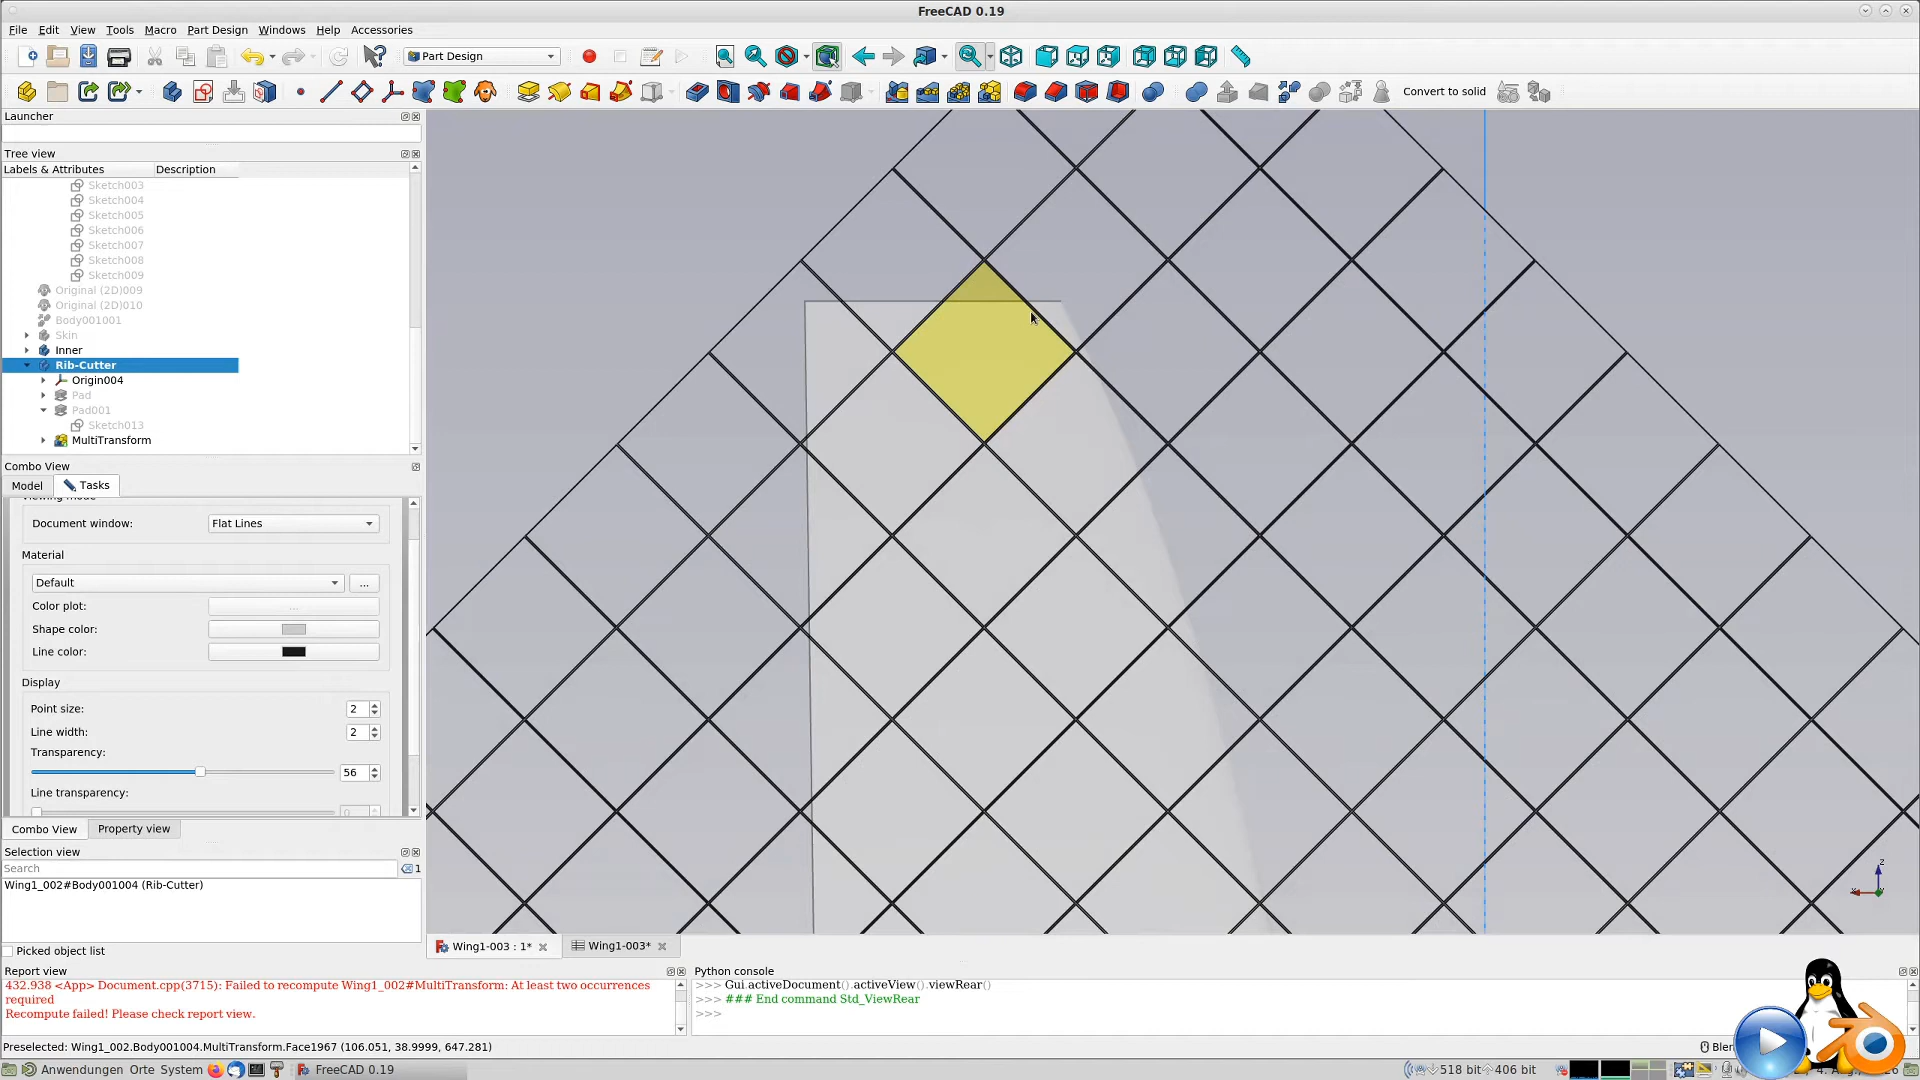 FreeCAD 0.19
File Edit View Tools Macro Part Design Windows Help Accessories
Part Design
Convert to solid
Launcher
Tree view
Labels & Attributes Description
Sketch003
Sketch004
Sketch005
Sketch006
Sketch007
Sketch008
Sketch009
Original (2D)009
Original (2D)010
Body001001
Skin
Inner
Rib-Cutter
Origin004
Pad
Pad001
Sketch013
MultiTransform
Combo View
Model Tasks
Viewing mode
Document window: Flat Lines
Material
Default ...
Color plot: ...
Shape color:
Line color:
Display
Point size: 2
Line width: 2
Transparency:
56
Line transparency:
0
Combo View Property view
Selection view
Search 1
Wing1_002#Body001004 (Rib-Cutter)
Picked object list
Wing1-003 : 1* Wing1-003*
Report view
432.938 <App> Document.cpp(3715): Failed to recompute Wing1_002#MultiTransform: At least two occurrences
required
Recompute failed! Please check report view.
Python console
>>> Gui.activeDocument().activeView().viewRear()
>>> ### End command Std_ViewRear
>>>
z
Preselected: Wing1_002.Body001004.MultiTransform.Face1967 (106.051, 38.9999, 647.281)
Anwendungen Orte System FreeCAD 0.19 518 bit 406 bit